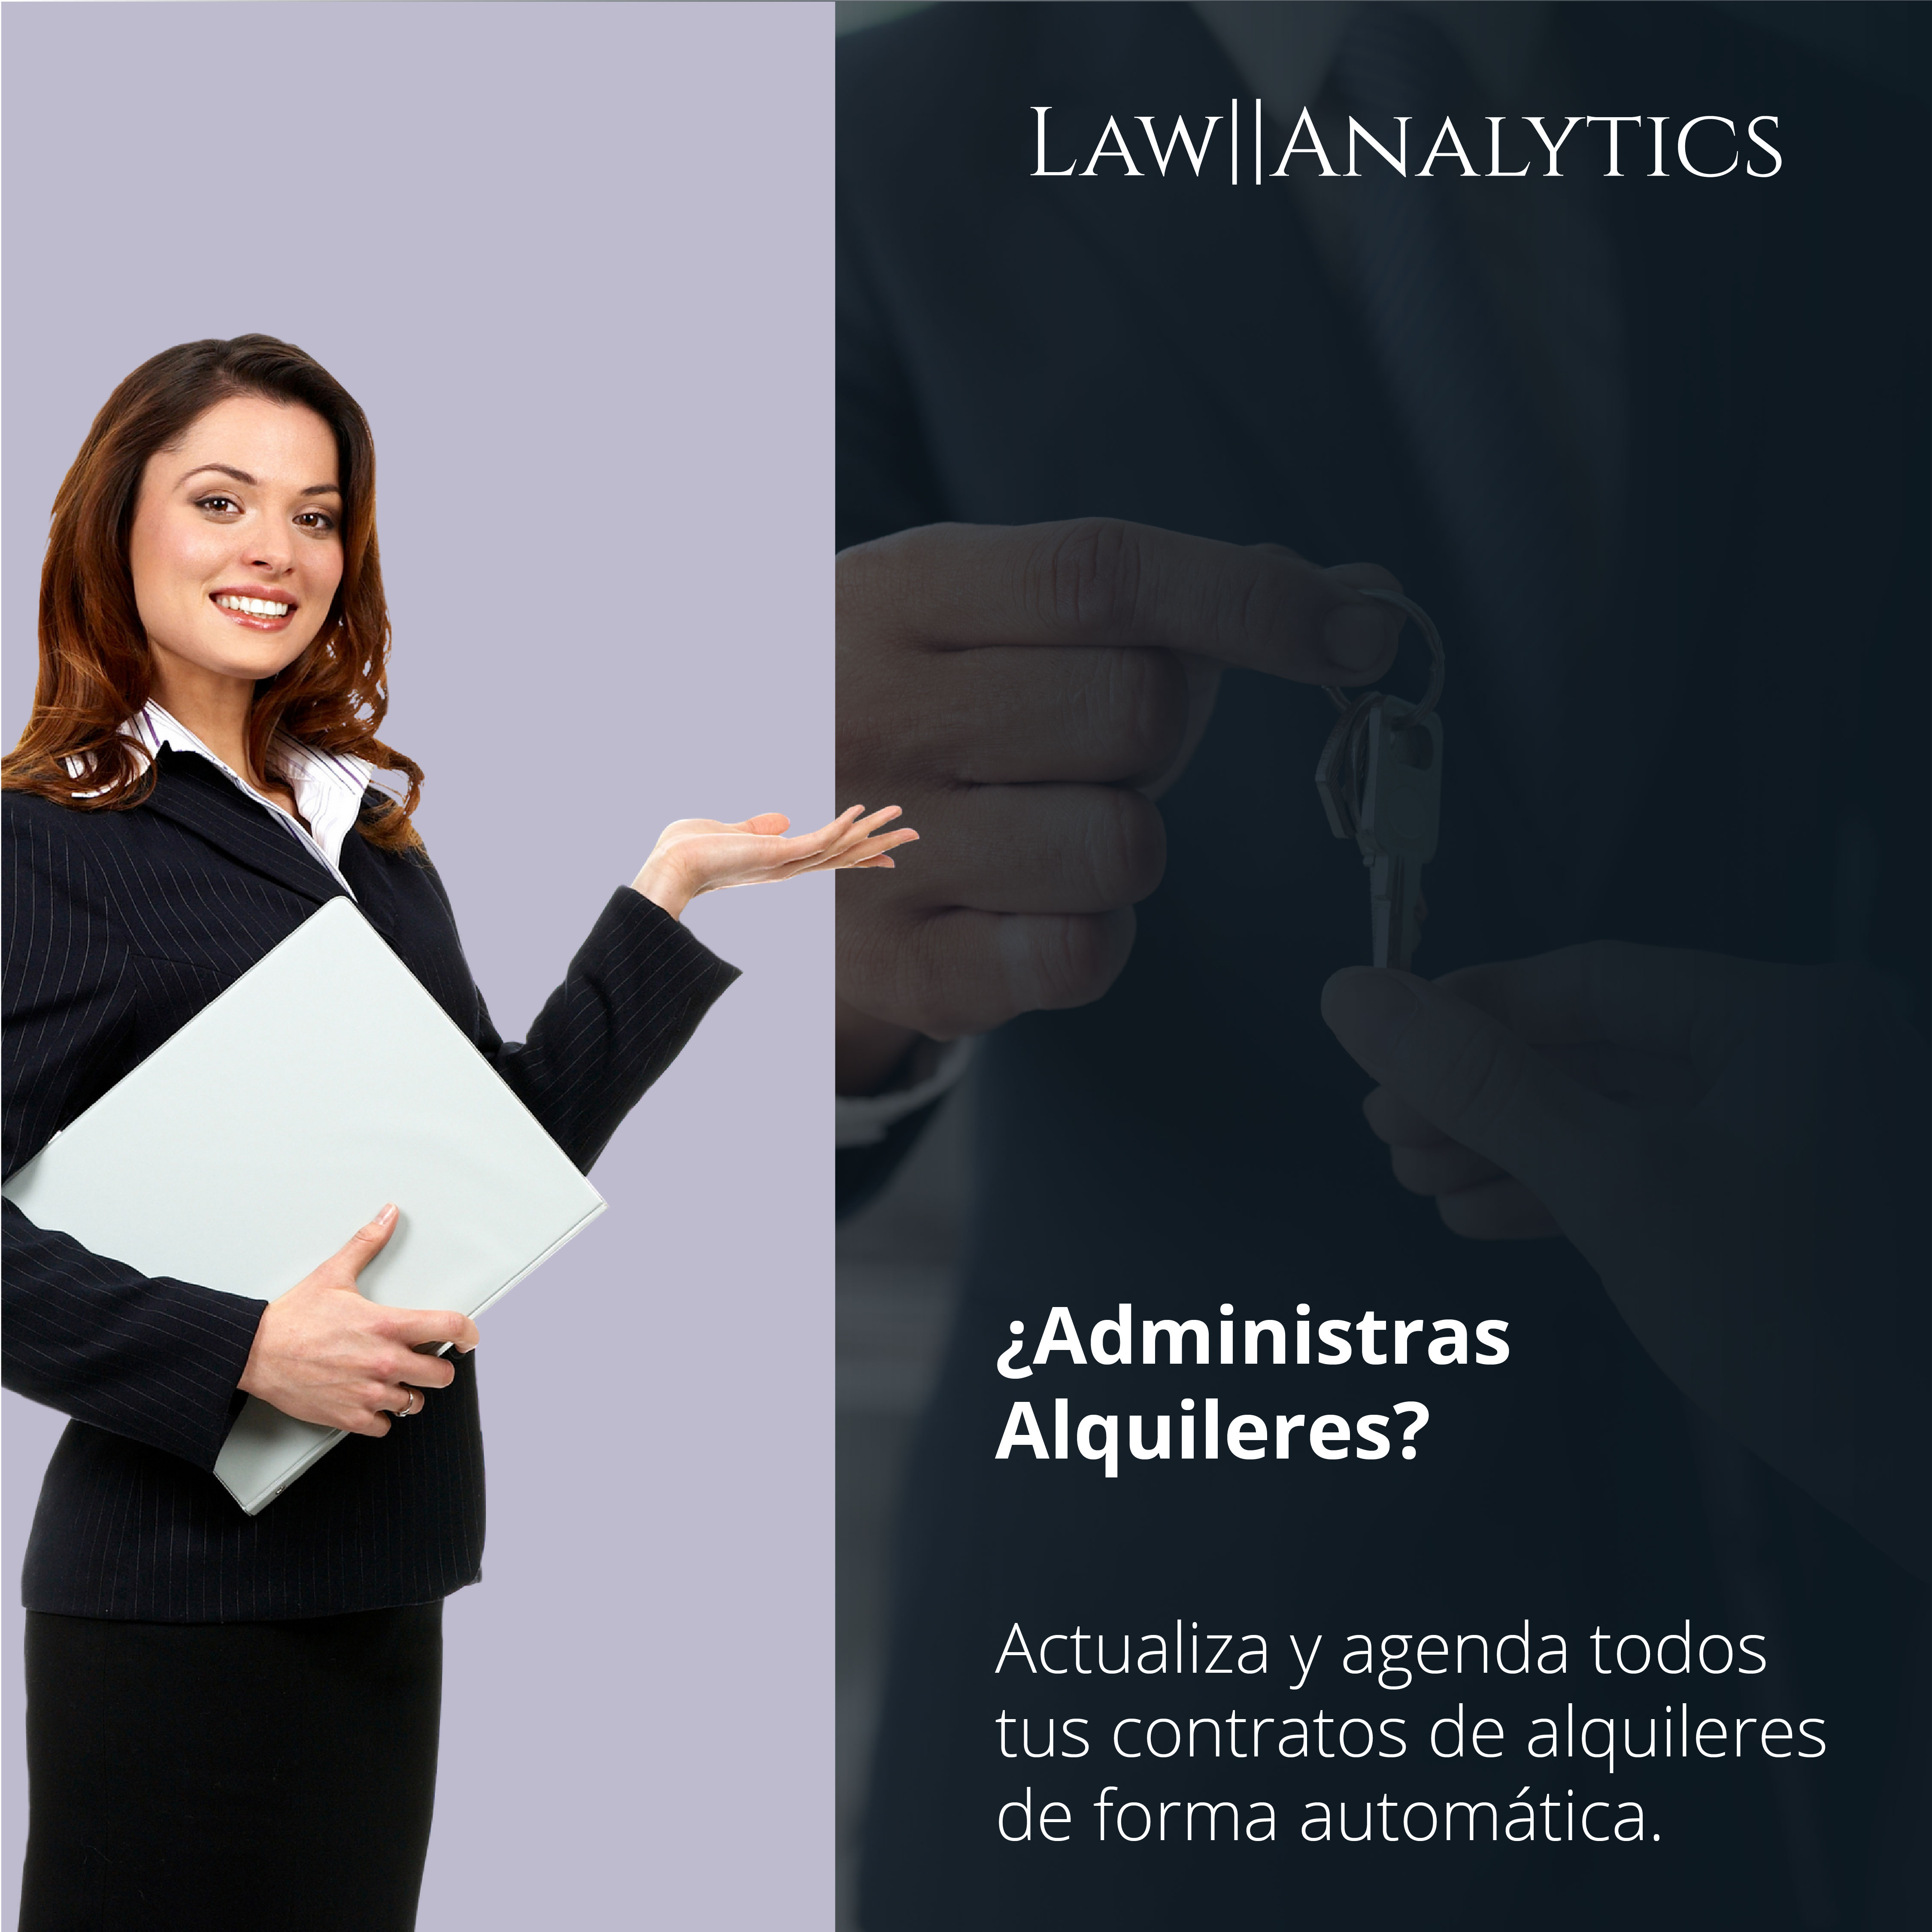 LAW||ANALYTICS
¿Administras
Alquileres?
Actualiza y agenda todos
tus contratos de alquileres
de forma automática.